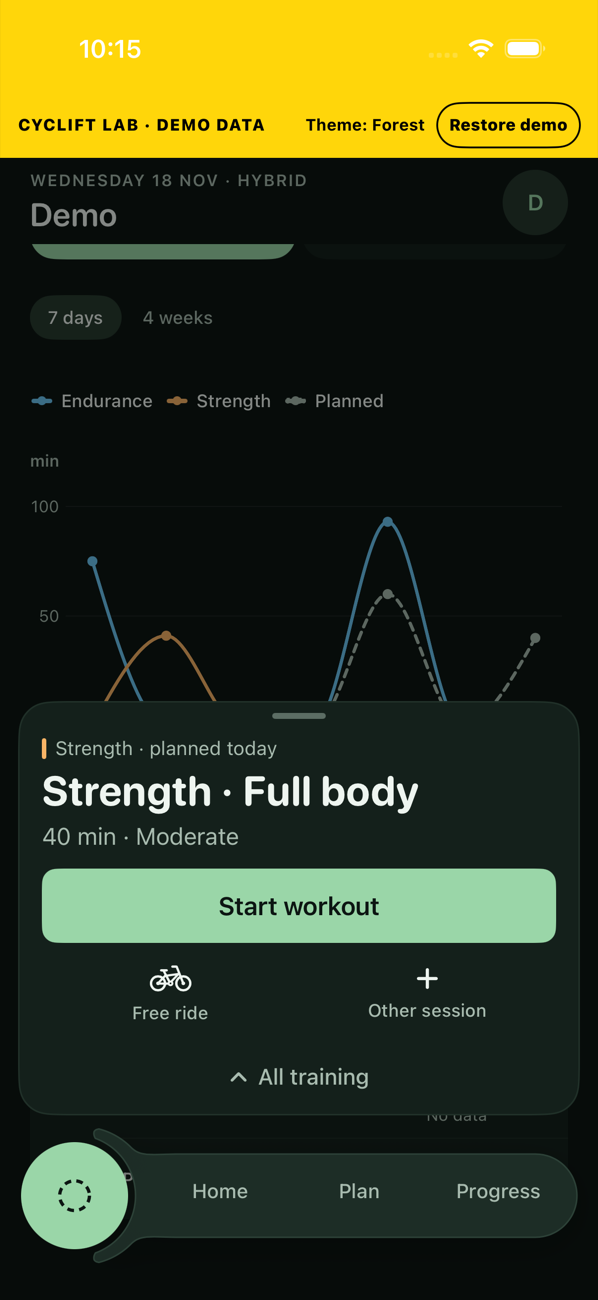 10:15
CYCLIFT LAB · DEMO DATA
Theme: Forest
Restore demo
WEDNESDAY 18 NOV · HYBRID
Demo
D
7 days
4 weeks
Endurance
Strength
Planned
min
100
50
Strength · planned today
Strength · Full body
40 min · Moderate
Start workout
Free ride
Other session
All training
No data
Home
Plan
Progress